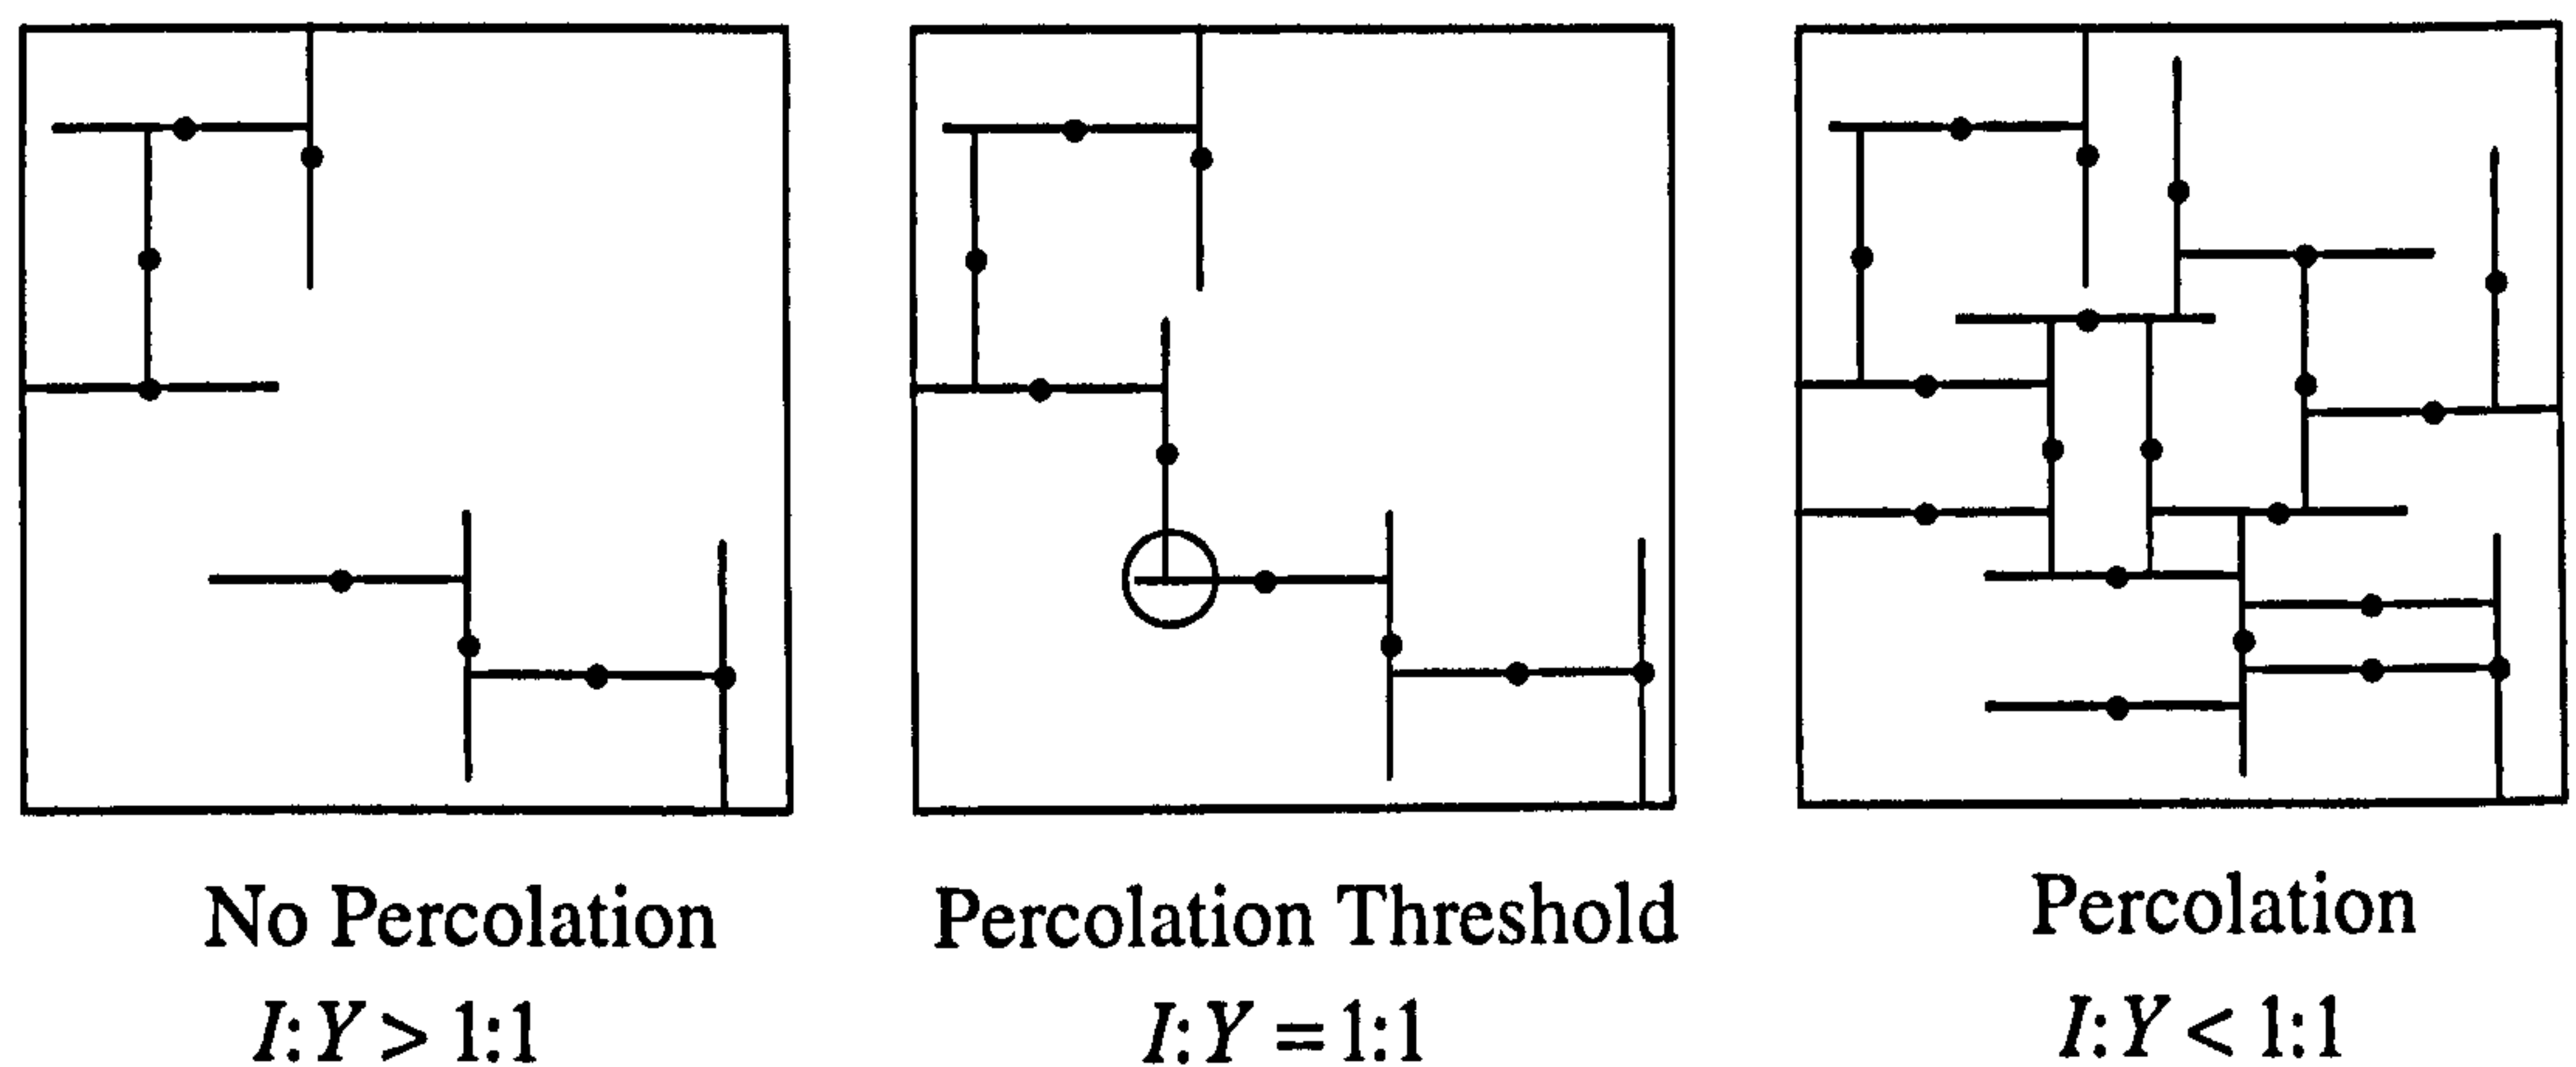 No Percolation
I:Y > 1:1
Percolation Threshold
I:Y = 1:1
Percolation
I:Y < 1:1